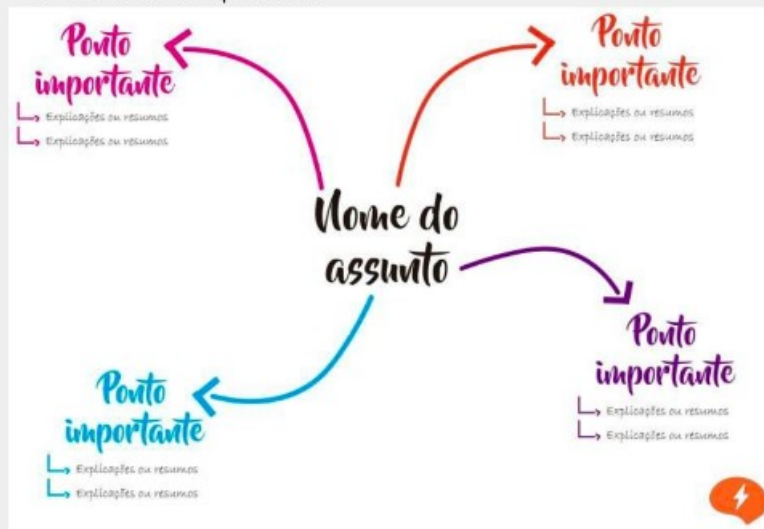 Ponto
importante
Explicações ou resumos
Explicações ou resumos
Ponto
importante
Explicações ou resumos
Explicações ou resumos
Nome do
assunto
Ponto
importante
Explicações ou resumos
Explicações ou resumos
Ponto
importante
Explicações ou resumos
Explicações ou resumos